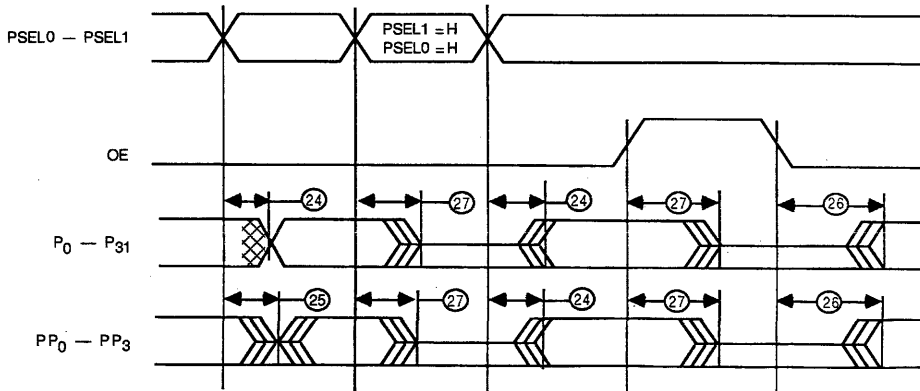 PSEL0 – PSEL1
PSEL1 = H
PSEL0 = H
OE
24
27
24
27
26
P0 – P31
25
27
24
27
26
PP0 – PP3